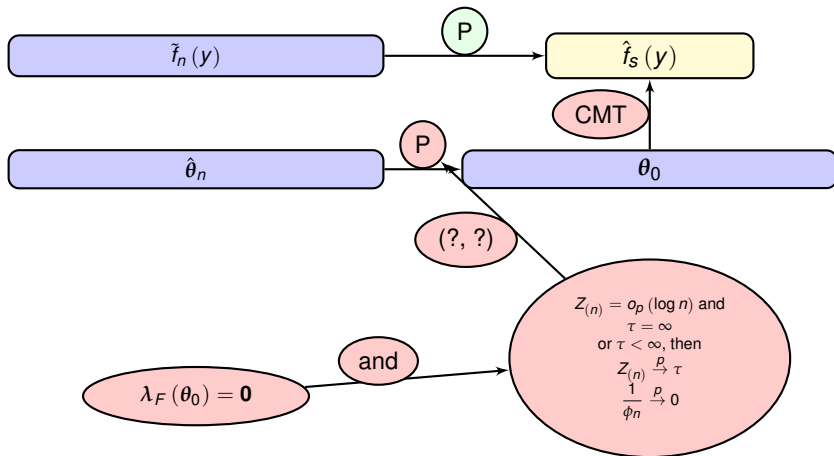 P
f̃ₙ (y)
f̂ₛ (y)
CMT
P
θ̂ₙ
θ₀
(?, ?)
Z₍ₙ₎ = oₚ (log n) and
τ = ∞
or τ < ∞, then
Z₍ₙ₎ →ᵖ τ
1/ϕₙ →ᵖ 0
and
λ_F (θ₀) = 0